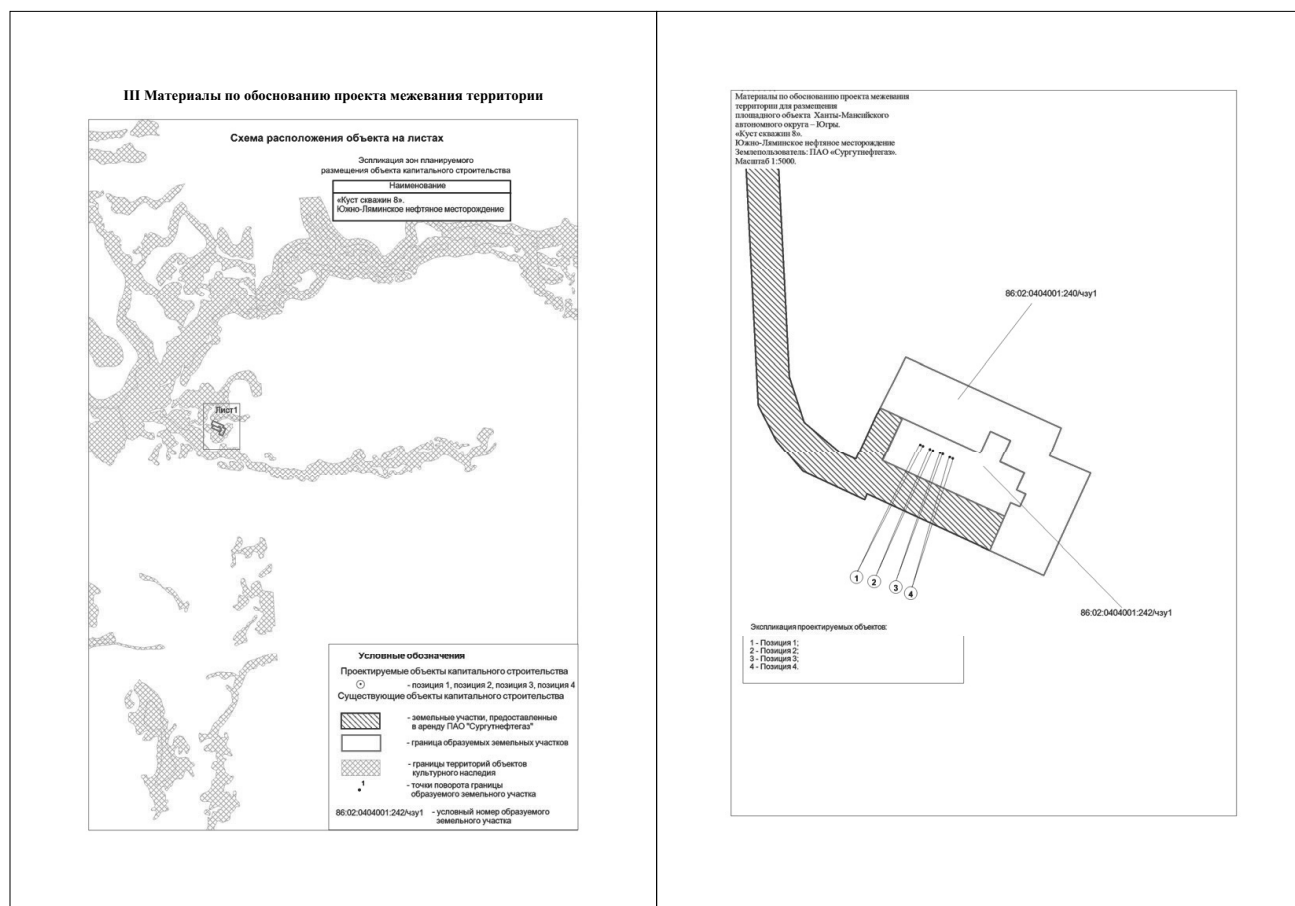 III Материалы по обоснованию проекта межевания территории
Схема расположения объекта на листах
Эспликация зон планируемого
размещения объекта капитального строительства
Наименование
«Куст скважин 8».
Южно-Ляминское нефтяное месторождение
Лист1
Условные обозначения
Проектируемые объекты капитального строительства
- позиция 1, позиция 2, позиция 3, позиция 4
Существующие объекты капитального строительства
- земельные участки, предоставленные
в аренду ПАО "Сургутнефтегаз"
- граница образуемых земельных участков
- границы территорий объектов
культурного наследия
1
- точки поворота границы
образуемого земельного участка
86:02:0404001:242/чзу1 - условный номер образуемого
земельного участка
Материалы по обоснованию проекта межевания
территории для размещения
площадного объекта Ханты-Мансийского
автономного округа – Югры.
«Куст скважин 8».
Южно-Ляминское нефтяное месторождение
Землепользователь: ПАО «Сургутнефтегаз».
Масштаб 1:5000.
86:02:0404001:240/чзу1
1
2
3
4
86:02:0404001:242/чзу1
Экспликация проектируемых объектов:
1 - Позиция 1;
2 - Позиция 2;
3 - Позиция 3;
4 - Позиция 4.